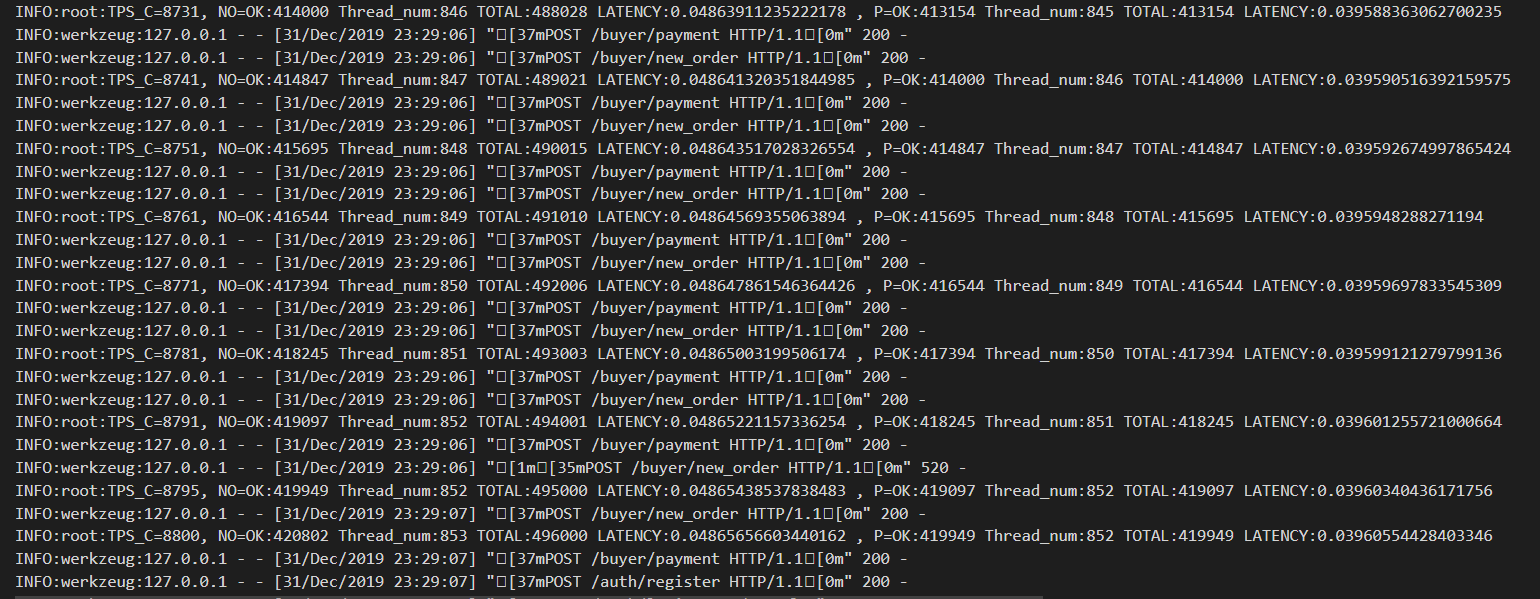 INFO:root:TPS_C=8731, NO=OK:414000 Thread_num:846 TOTAL:488028 LATENCY:0.04863911235222178 , P=OK:413154 Thread_num:845 TOTAL:413154 LATENCY:0.039588363062700235
INFO:werkzeug:127.0.0.1 - - [31/Dec/2019 23:29:06] "□[37mPOST /buyer/payment HTTP/1.1□[0m" 200 -
INFO:werkzeug:127.0.0.1 - - [31/Dec/2019 23:29:06] "□[37mPOST /buyer/new_order HTTP/1.1□[0m" 200 -
INFO:root:TPS_C=8741, NO=OK:414847 Thread_num:847 TOTAL:489021 LATENCY:0.048641320351844985 , P=OK:414000 Thread_num:846 TOTAL:414000 LATENCY:0.039590516392159575
INFO:werkzeug:127.0.0.1 - - [31/Dec/2019 23:29:06] "□[37mPOST /buyer/payment HTTP/1.1□[0m" 200 -
INFO:werkzeug:127.0.0.1 - - [31/Dec/2019 23:29:06] "□[37mPOST /buyer/new_order HTTP/1.1□[0m" 200 -
INFO:root:TPS_C=8751, NO=OK:415695 Thread_num:848 TOTAL:490015 LATENCY:0.048643517028326554 , P=OK:414847 Thread_num:847 TOTAL:414847 LATENCY:0.039592674997865424
INFO:werkzeug:127.0.0.1 - - [31/Dec/2019 23:29:06] "□[37mPOST /buyer/payment HTTP/1.1□[0m" 200 -
INFO:werkzeug:127.0.0.1 - - [31/Dec/2019 23:29:06] "□[37mPOST /buyer/new_order HTTP/1.1□[0m" 200 -
INFO:root:TPS_C=8761, NO=OK:416544 Thread_num:849 TOTAL:491010 LATENCY:0.04864569355063894 , P=OK:415695 Thread_num:848 TOTAL:415695 LATENCY:0.0395948288271194
INFO:werkzeug:127.0.0.1 - - [31/Dec/2019 23:29:06] "□[37mPOST /buyer/payment HTTP/1.1□[0m" 200 -
INFO:werkzeug:127.0.0.1 - - [31/Dec/2019 23:29:06] "□[37mPOST /buyer/new_order HTTP/1.1□[0m" 200 -
INFO:root:TPS_C=8771, NO=OK:417394 Thread_num:850 TOTAL:492006 LATENCY:0.048647861546364426 , P=OK:416544 Thread_num:849 TOTAL:416544 LATENCY:0.03959697833545309
INFO:werkzeug:127.0.0.1 - - [31/Dec/2019 23:29:06] "□[37mPOST /buyer/payment HTTP/1.1□[0m" 200 -
INFO:werkzeug:127.0.0.1 - - [31/Dec/2019 23:29:06] "□[37mPOST /buyer/new_order HTTP/1.1□[0m" 200 -
INFO:root:TPS_C=8781, NO=OK:418245 Thread_num:851 TOTAL:493003 LATENCY:0.04865003199506174 , P=OK:417394 Thread_num:850 TOTAL:417394 LATENCY:0.039599121279799136
INFO:werkzeug:127.0.0.1 - - [31/Dec/2019 23:29:06] "□[37mPOST /buyer/payment HTTP/1.1□[0m" 200 -
INFO:werkzeug:127.0.0.1 - - [31/Dec/2019 23:29:06] "□[37mPOST /buyer/new_order HTTP/1.1□[0m" 200 -
INFO:root:TPS_C=8791, NO=OK:419097 Thread_num:852 TOTAL:494001 LATENCY:0.04865221157336254 , P=OK:418245 Thread_num:851 TOTAL:418245 LATENCY:0.039601255721000664
INFO:werkzeug:127.0.0.1 - - [31/Dec/2019 23:29:06] "□[37mPOST /buyer/payment HTTP/1.1□[0m" 200 -
INFO:werkzeug:127.0.0.1 - - [31/Dec/2019 23:29:06] "□[1m□[35mPOST /buyer/new_order HTTP/1.1□[0m" 520 -
INFO:root:TPS_C=8795, NO=OK:419949 Thread_num:852 TOTAL:495000 LATENCY:0.04865438537838483 , P=OK:419097 Thread_num:852 TOTAL:419097 LATENCY:0.03960340436171756
INFO:werkzeug:127.0.0.1 - - [31/Dec/2019 23:29:07] "□[37mPOST /buyer/new_order HTTP/1.1□[0m" 200 -
INFO:root:TPS_C=8800, NO=OK:420802 Thread_num:853 TOTAL:496000 LATENCY:0.04865656603440162 , P=OK:419949 Thread_num:852 TOTAL:419949 LATENCY:0.03960554428403346
INFO:werkzeug:127.0.0.1 - - [31/Dec/2019 23:29:07] "□[37mPOST /buyer/payment HTTP/1.1□[0m" 200 -
INFO:werkzeug:127.0.0.1 - - [31/Dec/2019 23:29:07] "□[37mPOST /auth/register HTTP/1.1□[0m" 200 -